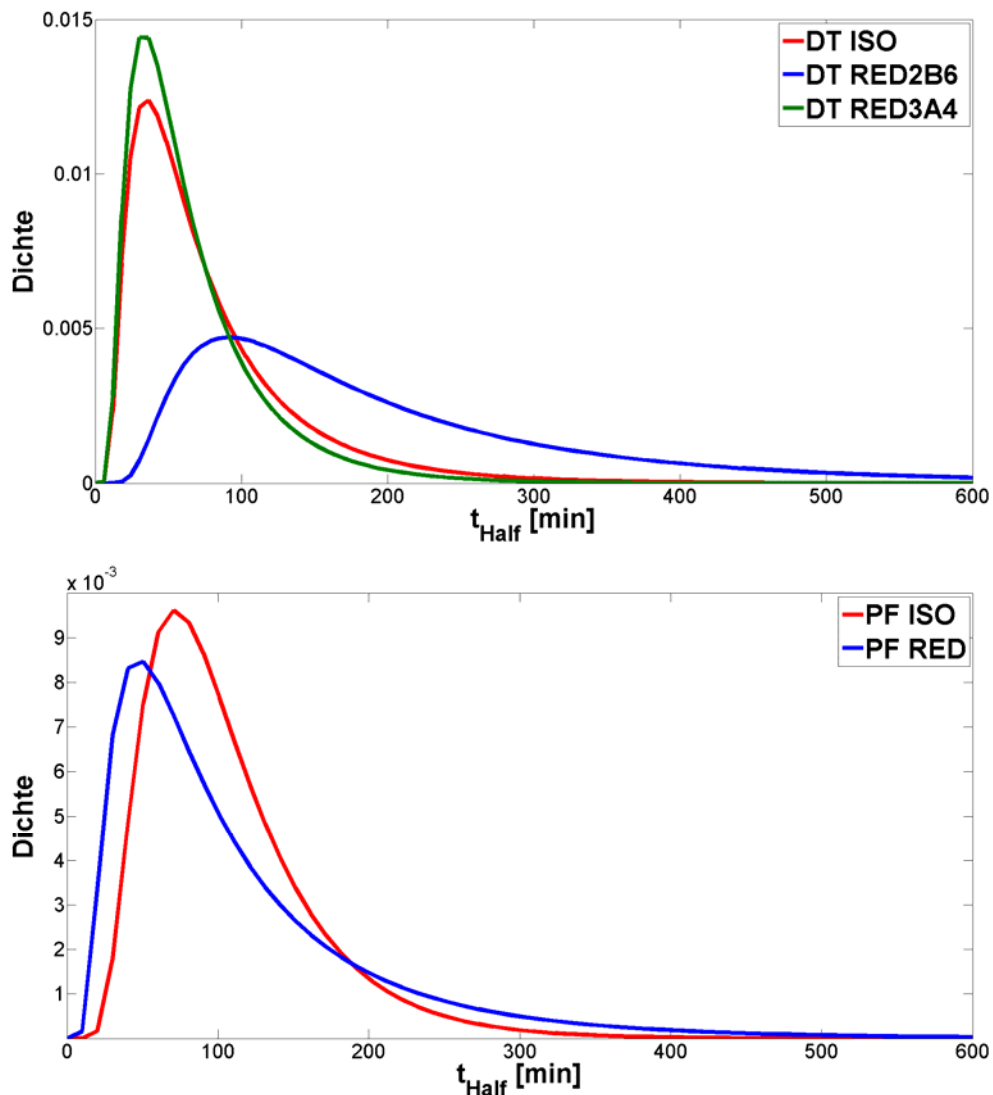 0.015
0.01
0.005
0
Dichte
DT ISO
DT RED2B6
DT RED3A4
0 100 200 300 400 500 600
t_Half [min]
x 10^-3
9
8
7
6
5
4
3
2
1
Dichte
PF ISO
PF RED
0 100 200 300 400 500 600
t_Half [min]